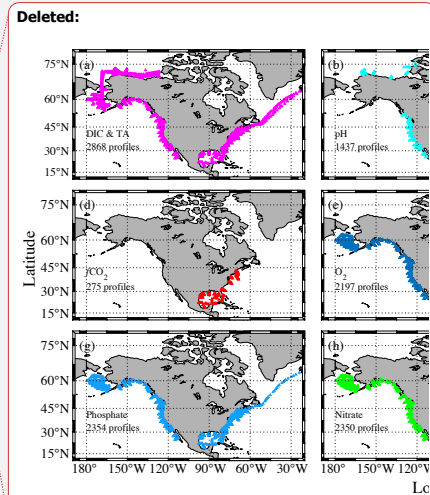 Deleted:
(a)
DIC & TA
2868 profiles
(b)
pH
1437 profiles
75°N
60°N
45°N
30°N
15°N
(d)
fCO2
275 profiles
(e)
O2
2197 profiles
75°N
60°N
45°N
30°N
15°N
Latitude
(g)
Phosphate
2354 profiles
(h)
Nitrate
2350 profiles
75°N
60°N
45°N
30°N
15°N
180° 150°W 120°W 90°W 60°W 30°W 180° 150°W 120°W
Lo